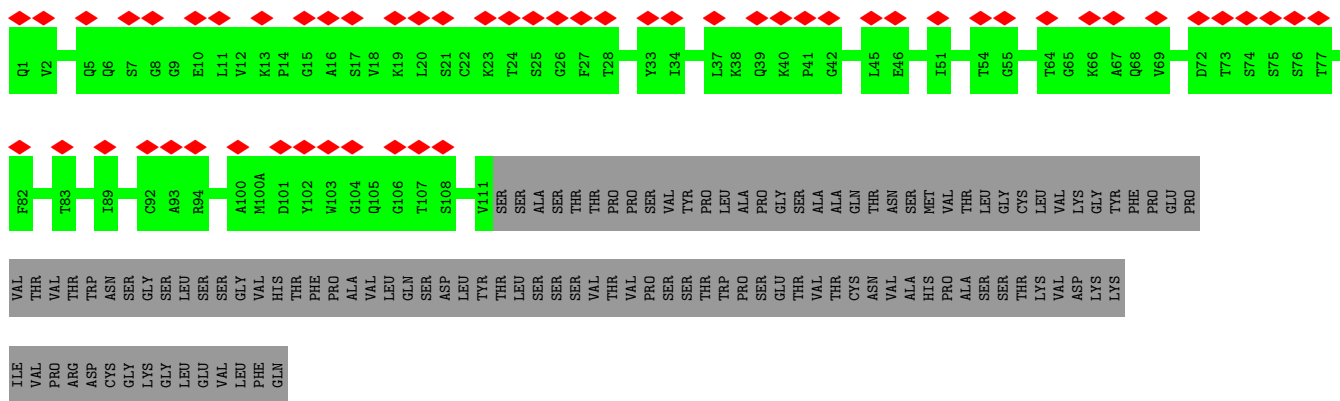 Q1 V2 Q5 Q6 S7 G8 G9 E10 L11 V12 K13 P14 G15 A16 S17 V18 K19 L20 S21 C22 K23 T24 S25 G26 F27 T28 Y33 I34 L37 K38 Q39 K40 P41 G42 L45 E46 I51 T54 G55 T64 G65 K66 A67 Q68 V69 D72 T73 S74 S75 S76 T77
F82 T83 I89 C92 A93 R94 A100 M100A D101 Y102 W103 G104 Q105 G106 T107 S108 V111 SER SER ALA SER THR THR PRO PRO SER VAL TYR PRO LEU ALA PRO GLY SER ALA ALA GLN THR ASN SER MET VAL THR LEU GLY CYS LEU VAL LYS GLY TYR PHE PRO GLU PRO
VAL THR VAL THR TRP ASN SER GLY SER LEU SER SER GLY VAL HIS THR PHE PRO ALA VAL LEU GLN SER ASP LEU TYR THR LEU SER SER SER VAL THR VAL PRO SER SER THR TRP PRO SER GLU THR VAL THR CYS ASN VAL ALA HIS PRO ALA SER SER THR LYS VAL ASP LYS LYS
ILE VAL PRO ARG ASP CYS GLY LYS GLY LEU GLU VAL LEU PHE GLN